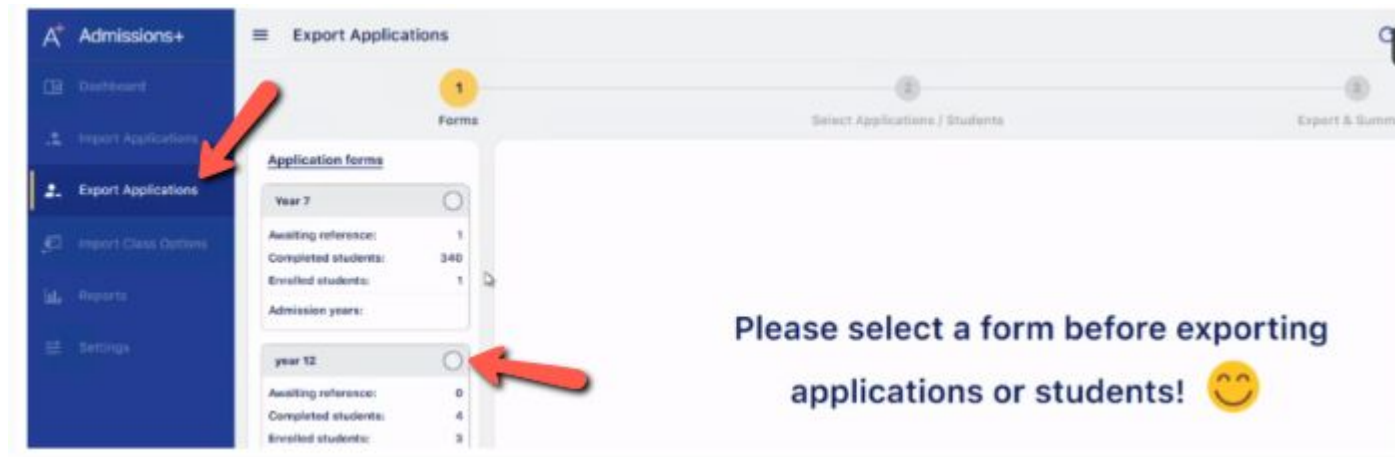 Admissions+
Export Applications
Dashboard
Import Applications
Export Applications
Import Class Options
Reports
Settings
1
Forms
2
Select Applications / Students
3
Export &
Application forms
Year 7
Awaiting reference: 1
Completed students: 340
Enrolled students: 1
Admission years:
year 12
Awaiting reference: 0
Completed students: 4
Enrolled students: 3
Please select a form before exporting
applications or students!